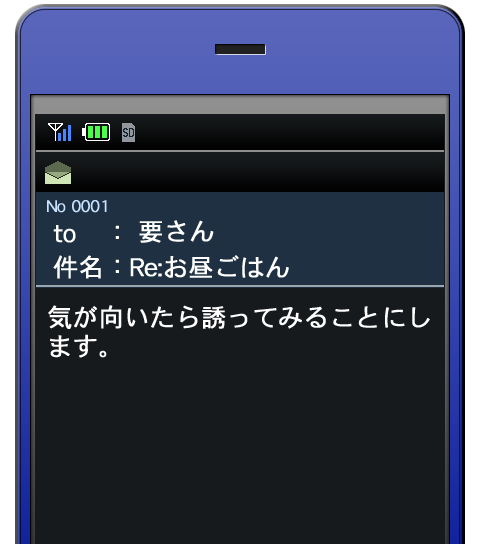 SD
No 0001
to : 要さん
件名:Re:お昼ごはん
気が向いたら誘ってみることにし
ます。